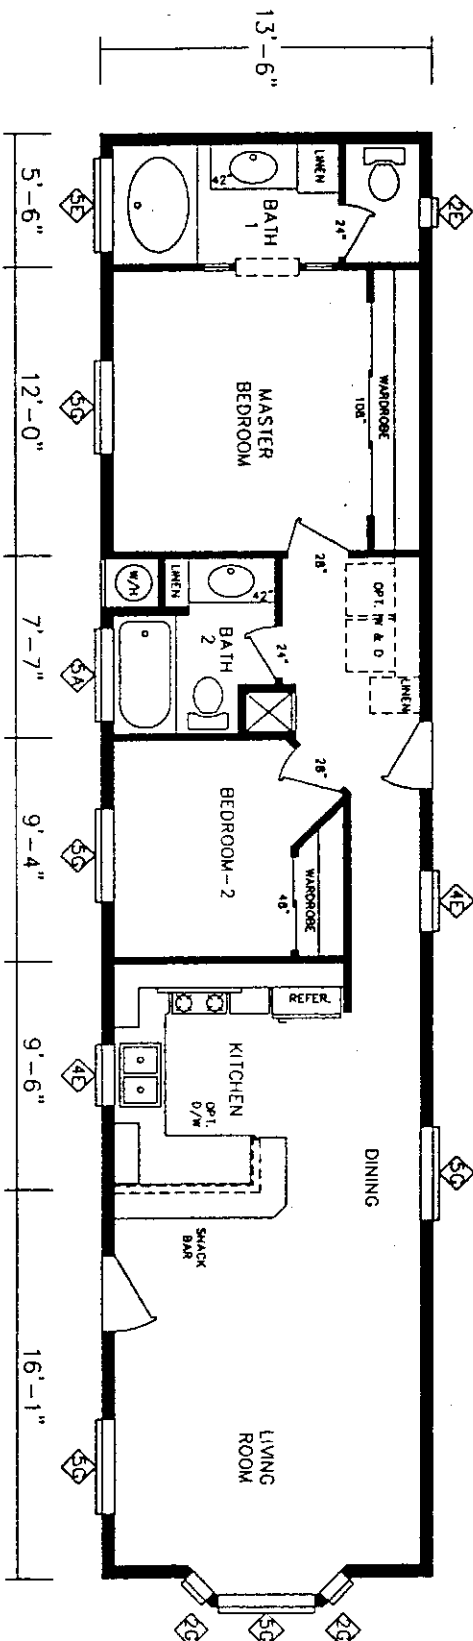 13'-6"
5'-6"
12'-0"
7'-7"
9'-4"
9'-6"
16'-1"
2E
4E
5G
LINEN
42"
BATH
1
24"
WARDROBE
108"
MASTER
BEDROOM
28"
OPT. W & D
LINEN
W/H
LINEN
42"
BATH
2
24"
28"
BEDROOM-2
WARDROBE
48"
REFER.
KITCHEN
OPT.
D/W
DINING
SNACK
BAR
LIVING
ROOM
5E
5G
5A
5G
4E
5G
2G
5G
2G